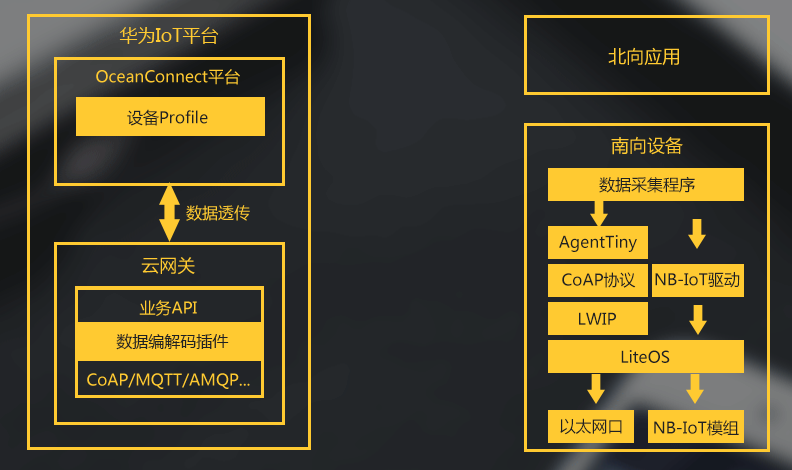 华为IoT平台
OceanConnect平台
设备Profile
数据透传
云网关
业务API
数据编解码插件
CoAP/MQTT/AMQP...
北向应用
南向设备
数据采集程序
AgentTiny
CoAP协议
NB-IoT驱动
LWIP
LiteOS
以太网口
NB-IoT模组